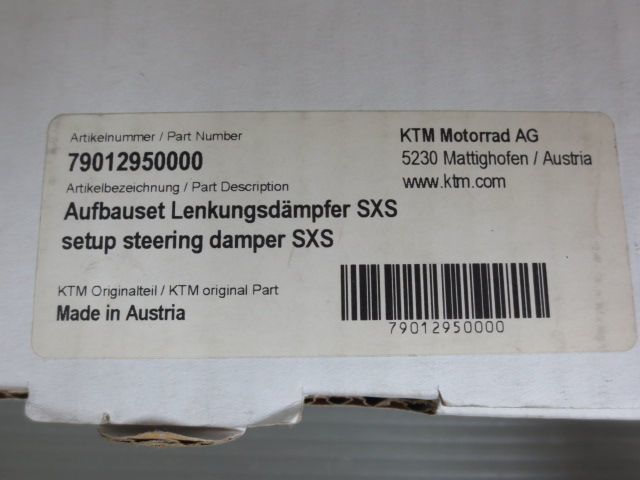 Artikelnummer / Part Number
79012950000
Artikelbezeichnung / Part Description
Aufbauset Lenkungsdämpfer SXS
setup steering damper SXS
KTM Originalteil / KTM original Part
Made in Austria
KTM Motorrad AG
5230 Mattighofen / Austria
www.ktm.com
79012950000